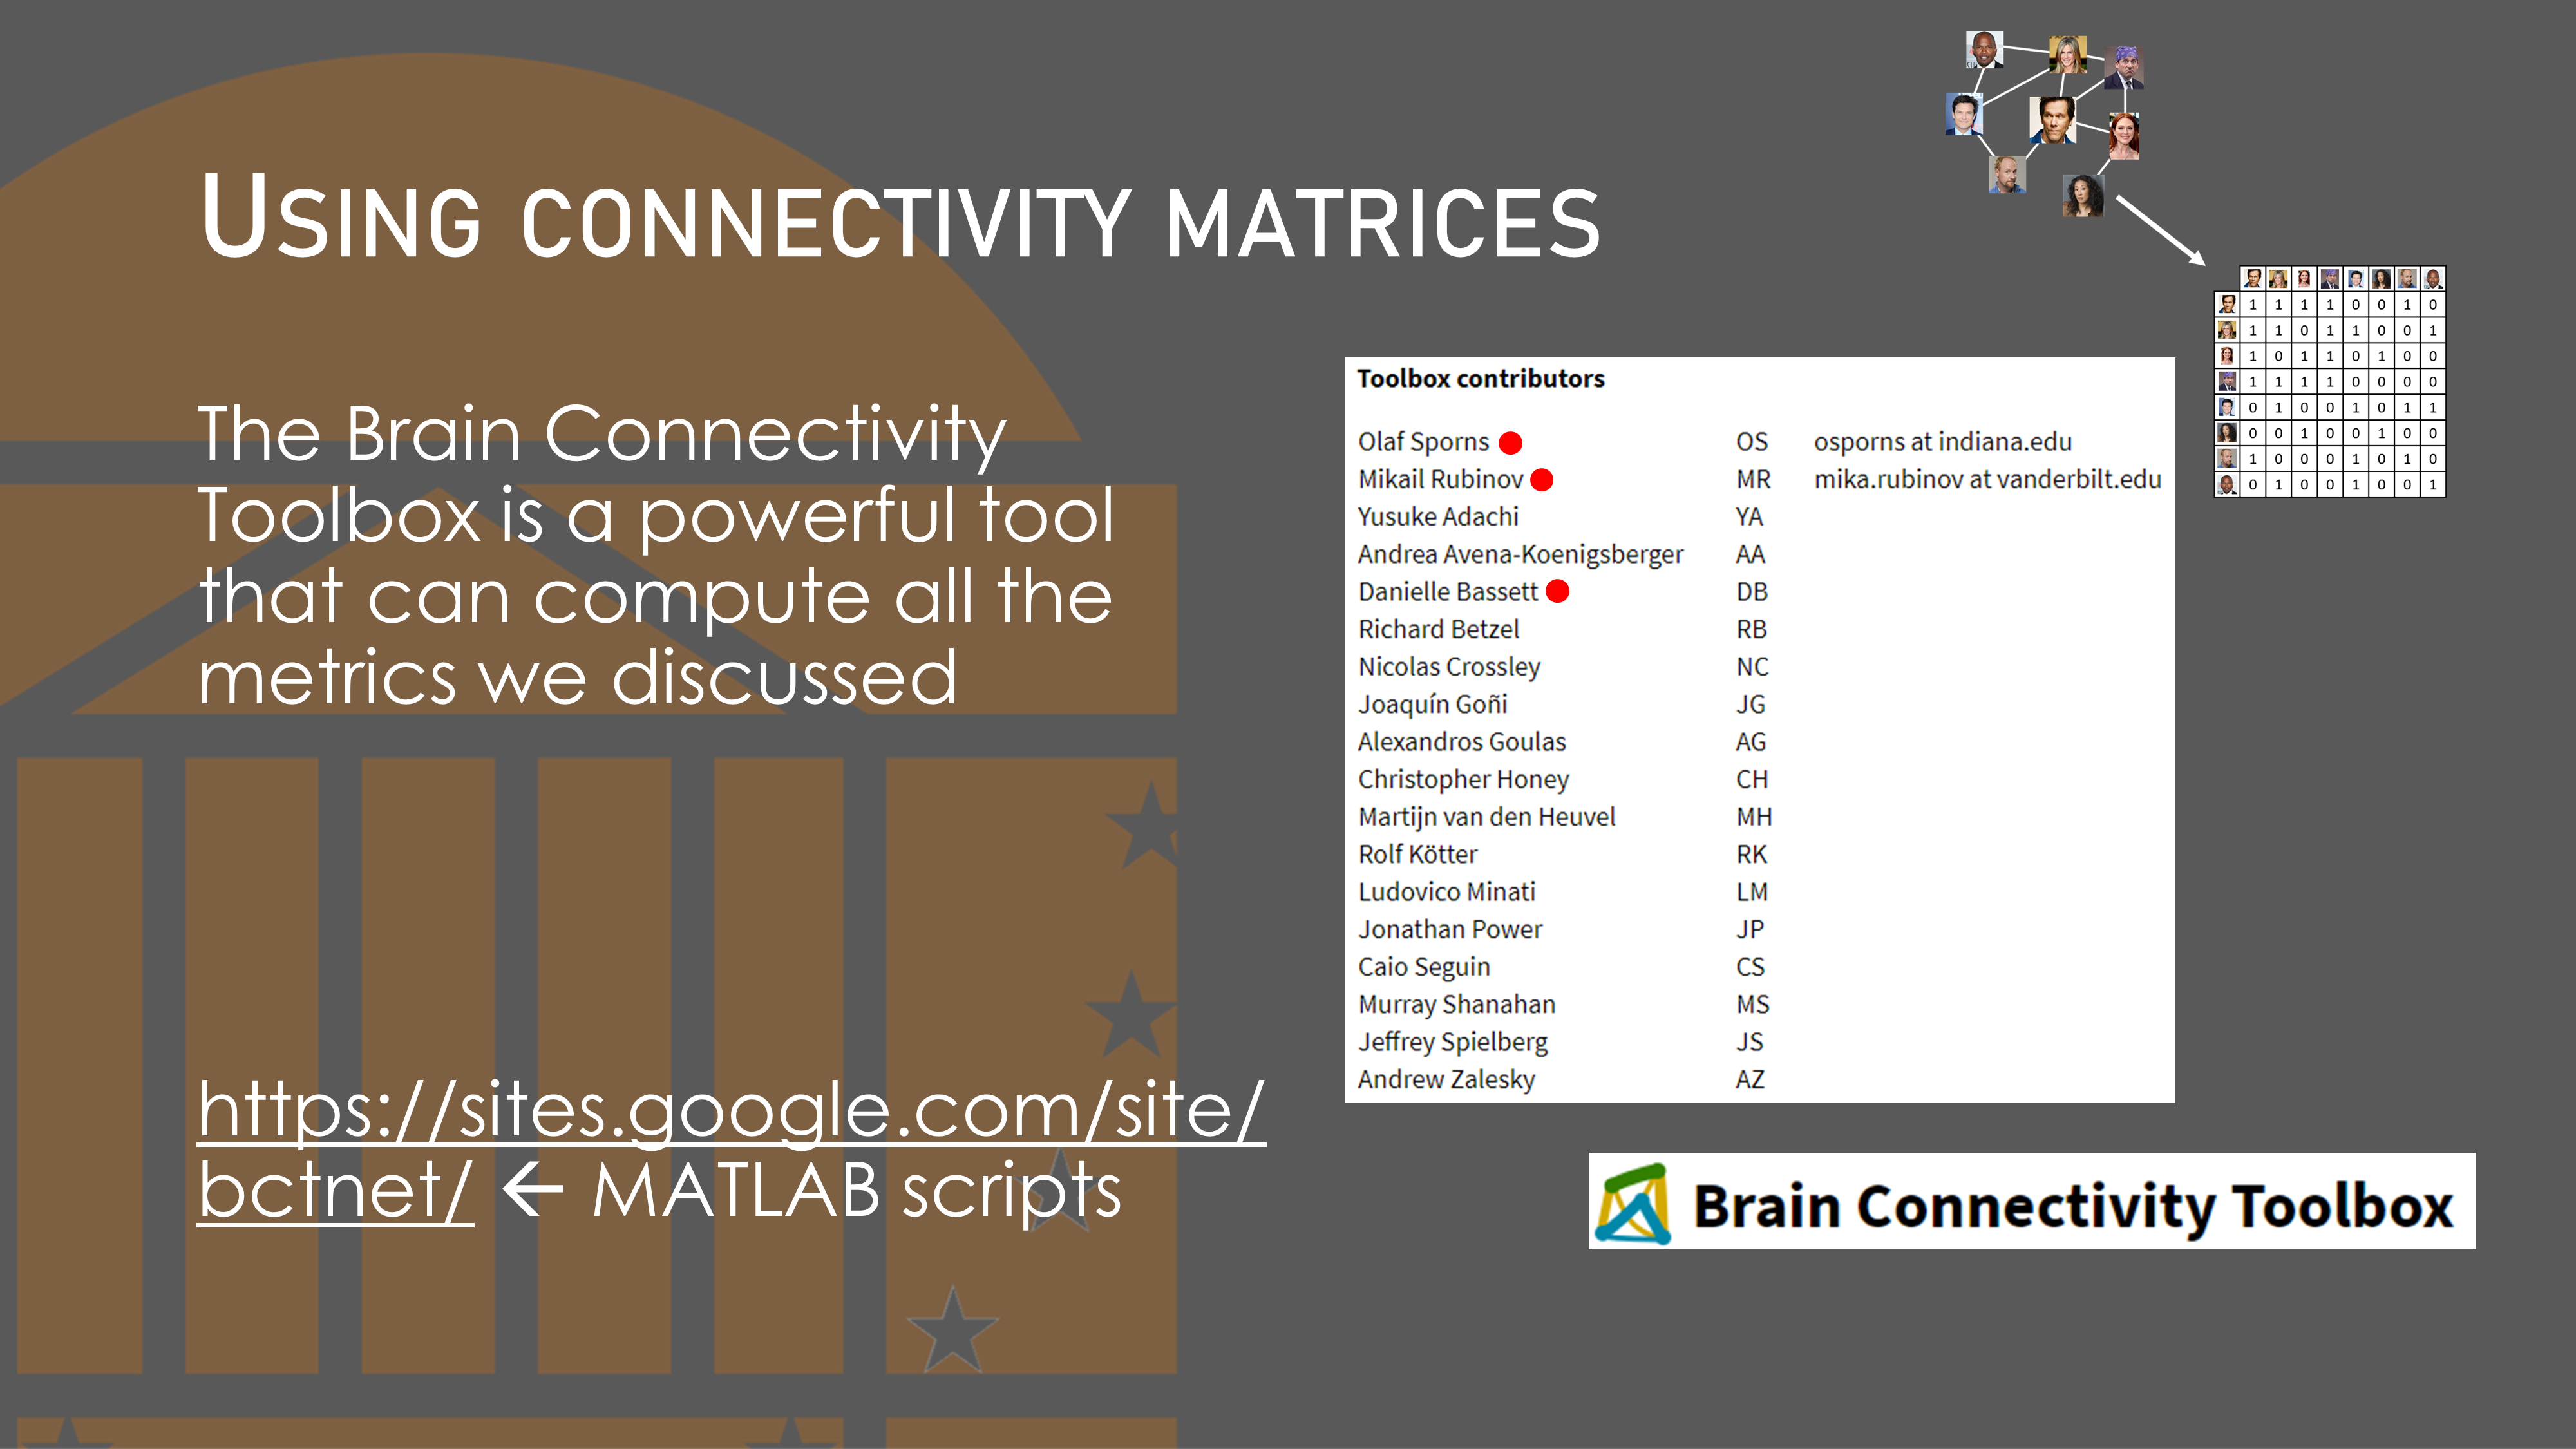 Using connectivity matrices
The Brain Connectivity
Toolbox is a powerful tool
that can compute all the
metrics we discussed
https://sites.google.com/site/
bctnet/ ← MATLAB scripts
1 1 1 1 0 0 1 0
1 1 0 1 1 0 0 1
1 0 1 1 0 1 0 0
1 1 1 1 0 0 0 0
0 1 0 0 1 0 1 1
0 0 1 0 0 1 0 0
1 0 0 0 1 0 1 0
0 1 0 0 1 0 0 1
Toolbox contributors
Olaf Sporns OS osporns at indiana.edu
Mikail Rubinov MR mika.rubinov at vanderbilt.edu
Yusuke Adachi YA
Andrea Avena-Koenigsberger AA
Danielle Bassett DB
Richard Betzel RB
Nicolas Crossley NC
Joaquín Goñi JG
Alexandros Goulas AG
Christopher Honey CH
Martijn van den Heuvel MH
Rolf Kötter RK
Ludovico Minati LM
Jonathan Power JP
Caio Seguin CS
Murray Shanahan MS
Jeffrey Spielberg JS
Andrew Zalesky AZ
Brain Connectivity Toolbox